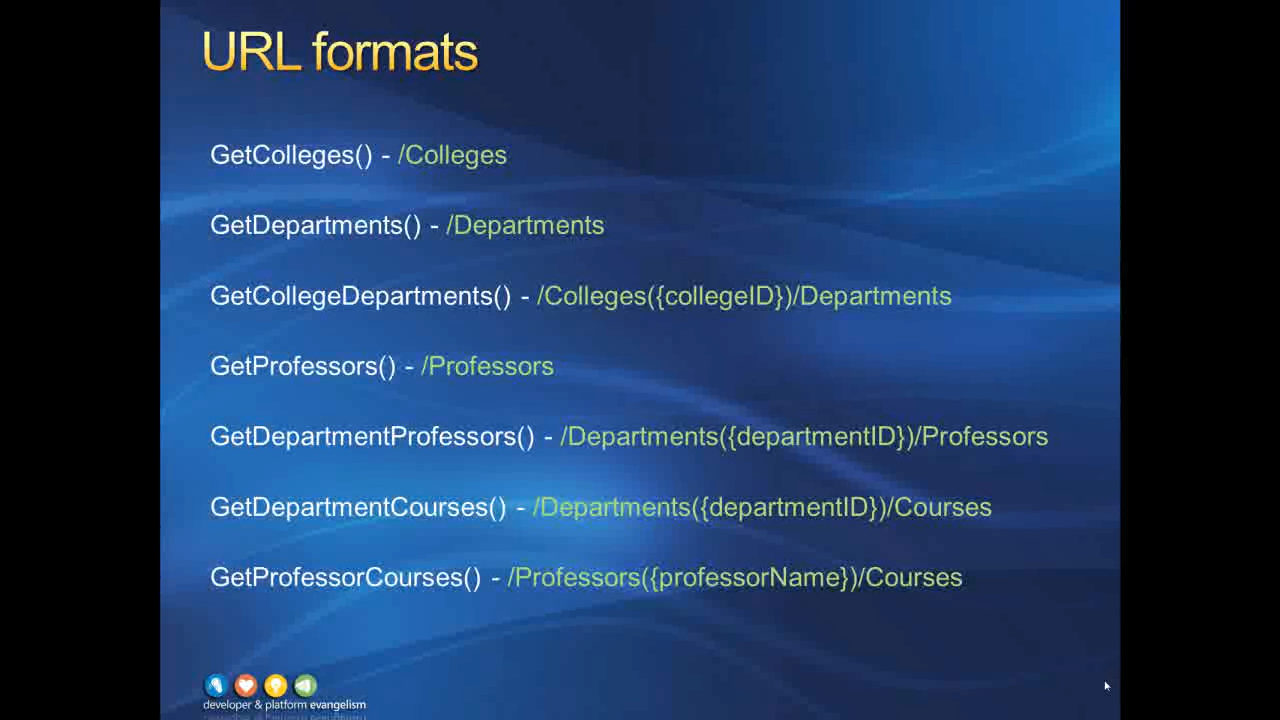 URL formats
GetColleges() - /Colleges
GetDepartments() - /Departments
GetCollegeDepartments() - /Colleges({collegeID})/Departments
GetProfessors() - /Professors
GetDepartmentProfessors() - /Departments({departmentID})/Professors
GetDepartmentCourses() - /Departments({departmentID})/Courses
GetProfessorCourses() - /Professors({professorName})/Courses
developer & platform evangelism